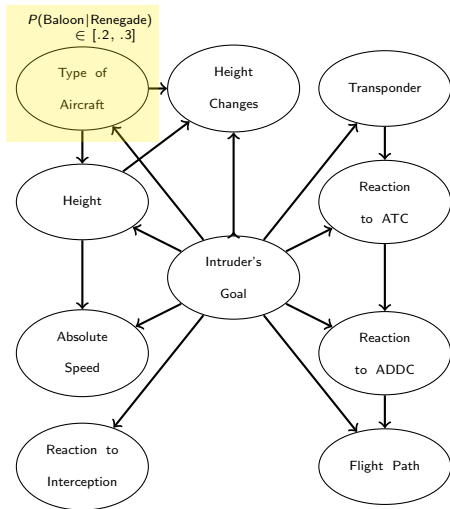 P(Baloon|Renegade)
∈ [.2, .3]
Type of
Aircraft
Height
Changes
Transponder
Height
Reaction
to ATC
Intruder's
Goal
Absolute
Speed
Reaction
to ADDC
Reaction to
Interception
Flight Path